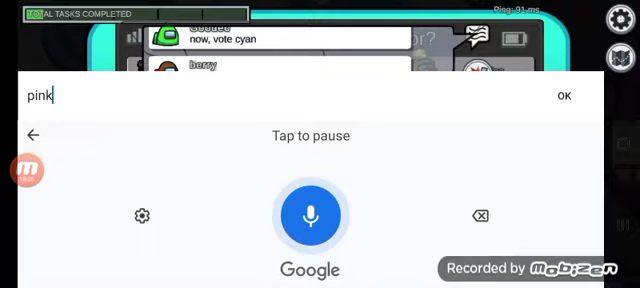 TOTAL TASKS COMPLETED
Ping: 91 ms
now, vote cyan
or?
berry
pink
OK
Tap to pause
Google
Recorded by MOBIZEN